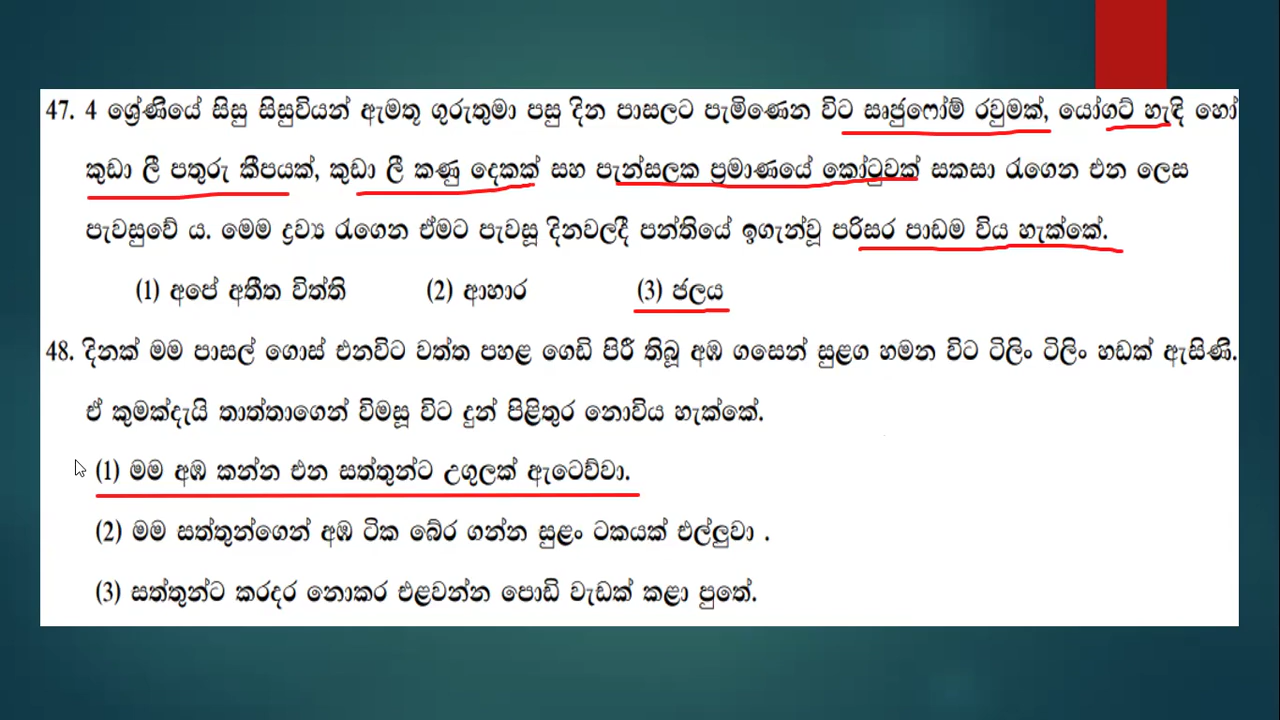 47. 4 ශ්‍රේණියේ සිසු සිසුවියන් ඇමතූ ගුරුතුමා පසු දින පාසලට පැමිණෙන විට සෘජුෆෝම් රවුමක්, යෝගට් හැඳි හෝ
කුඩා ලී පතුරු කීපයක්, කුඩා ලී කණු දෙකක් සහ පැන්සලක ප්‍රමාණයේ කෝටුවක් සකසා රැගෙන එන ලෙස
පැවසුවේ ය. මෙම ද්‍රව්‍ය රැගෙන ඒමට පැවසූ දිනවලදී පන්තියේ ඉගැන්වූ පරිසර පාඩම විය හැක්කේ.
(1) අපේ අතීත විත්ති (2) ආහාර (3) ජලය
48. දිනක් මම පාසල් ගොස් එනවිට වත්ත පහළ ගෙඩි පිරී තිබූ අඹ ගසෙන් සුළඟ හමන විට ටිලිං ටිලිං හඩක් ඇසිණි.
ඒ කුමක්දැයි තාත්තාගෙන් විමසූ විට දුන් පිළිතුර නොවිය හැක්කේ.
(1) මම අඹ කන්න එන සත්තුන්ට උගුලක් ඇටෙව්වා.
(2) මම සත්තුන්ගෙන් අඹ ටික බේර ගන්න සුළං ටකයක් එල්ලුවා .
(3) සත්තුන්ට කරදර නොකර එළවන්න පොඩි වැඩක් කළා පුතේ.